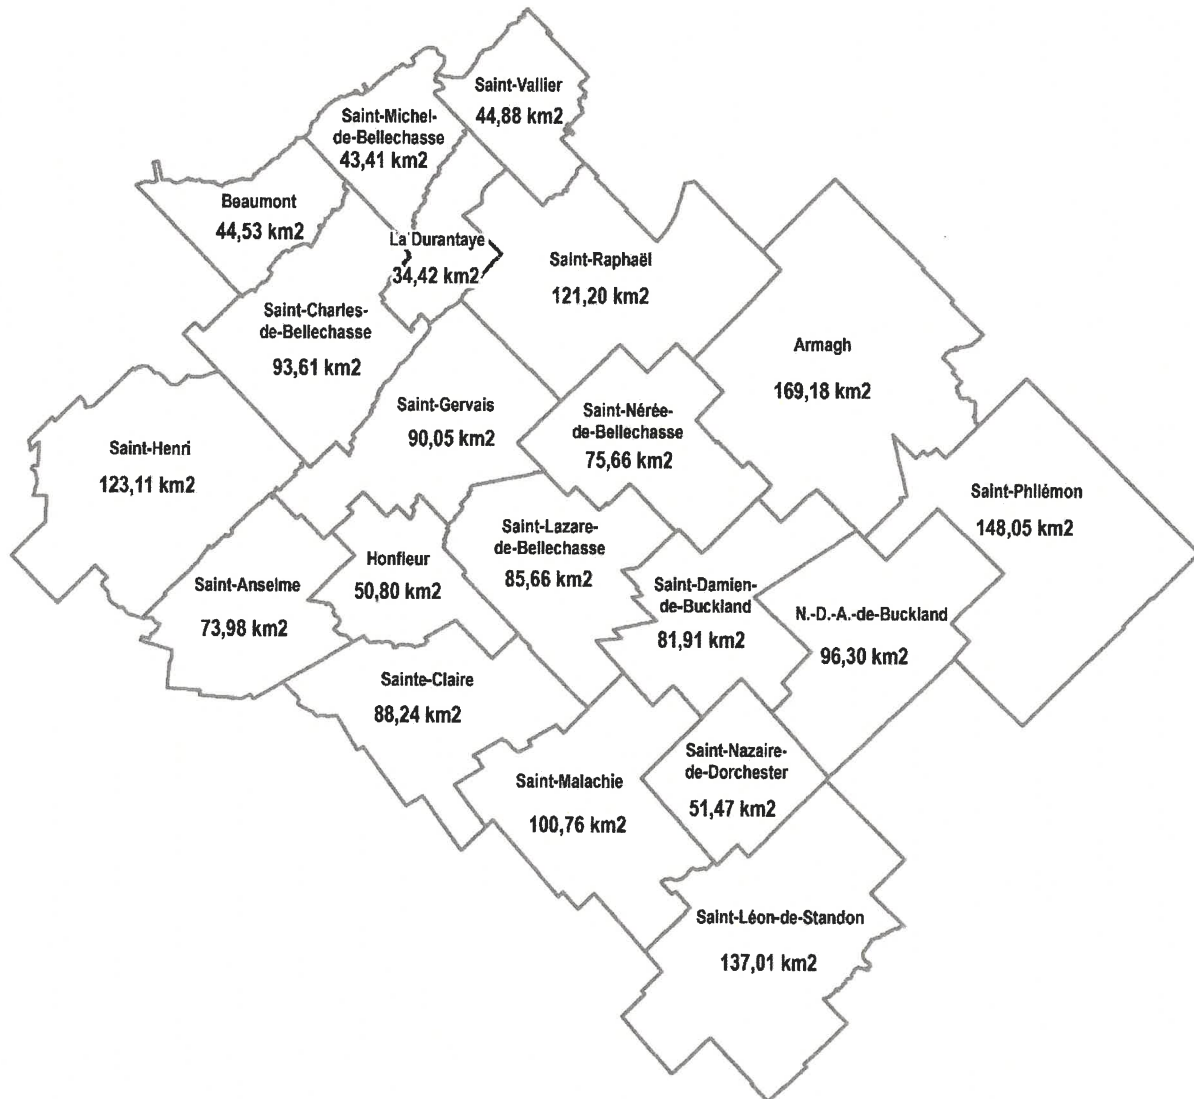 Saint-Vallier
44,88 km2
Saint-Michel-
de-Bellechasse
43,41 km2
Beaumont
44,53 km2
La Durantaye
34,42 km2
Saint-Raphaël
121,20 km2
Saint-Charles-
de-Bellechasse
93,61 km2
Armagh
169,18 km2
Saint-Gervais
90,05 km2
Saint-Nérée-
de-Bellechasse
75,66 km2
Saint-Henri
123,11 km2
Saint-Philémon
148,05 km2
Saint-Lazare-
de-Bellechasse
85,66 km2
Honfleur
50,80 km2
Saint-Anselme
73,98 km2
Saint-Damien-
de-Buckland
81,91 km2
N.-D.-A.-de-Buckland
96,30 km2
Sainte-Claire
88,24 km2
Saint-Malachie
100,76 km2
Saint-Nazaire-
de-Dorchester
51,47 km2
Saint-Léon-de-Standon
137,01 km2